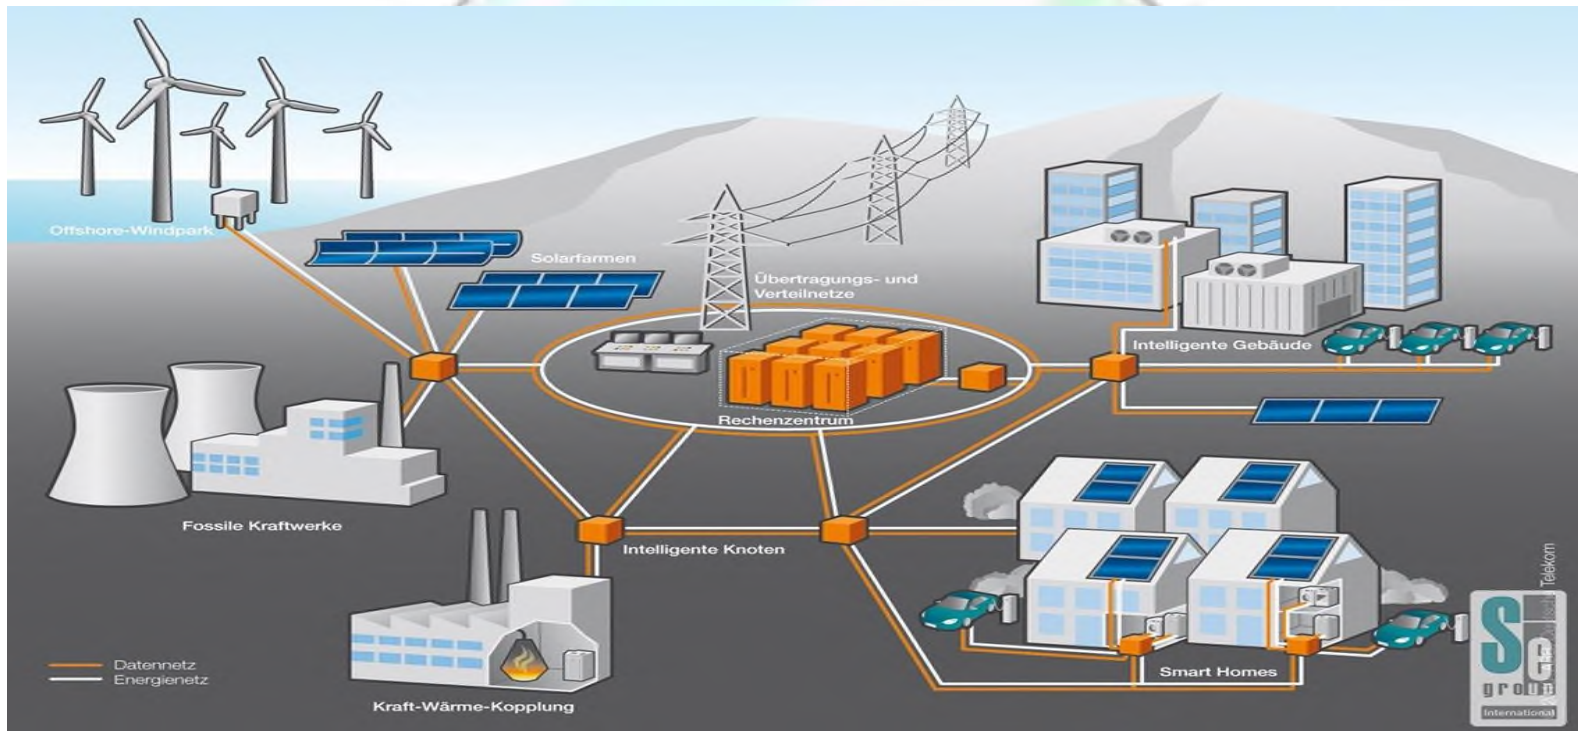 Offshore-Windpark
Solarfarmen
Übertragungs- und
Verteilnetze
Intelligente Gebäude
Rechenzentrum
Fossile Kraftwerke
Intelligente Knoten
Smart Homes
Kraft-Wärme-Kopplung
Datennetz
Energienetz
Telekom
group
International